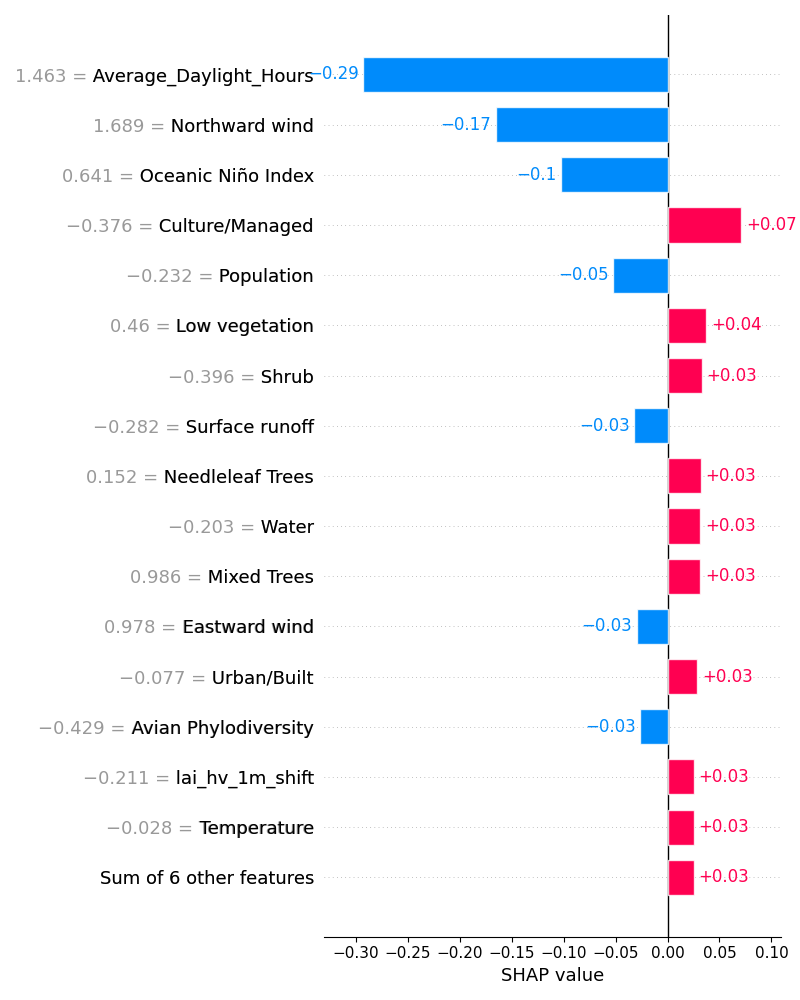 1.463 = Average_Daylight_Hours −0.29
1.689 = Northward wind −0.17
0.641 = Oceanic Niño Index −0.1
−0.376 = Culture/Managed +0.07
−0.232 = Population −0.05
0.46 = Low vegetation +0.04
−0.396 = Shrub +0.03
−0.282 = Surface runoff −0.03
0.152 = Needleleaf Trees +0.03
−0.203 = Water +0.03
0.986 = Mixed Trees +0.03
0.978 = Eastward wind −0.03
−0.077 = Urban/Built +0.03
−0.429 = Avian Phylodiversity −0.03
−0.211 = lai_hv_1m_shift +0.03
−0.028 = Temperature +0.03
Sum of 6 other features +0.03
−0.30 −0.25 −0.20 −0.15 −0.10 −0.05 0.00 0.05 0.10
SHAP value